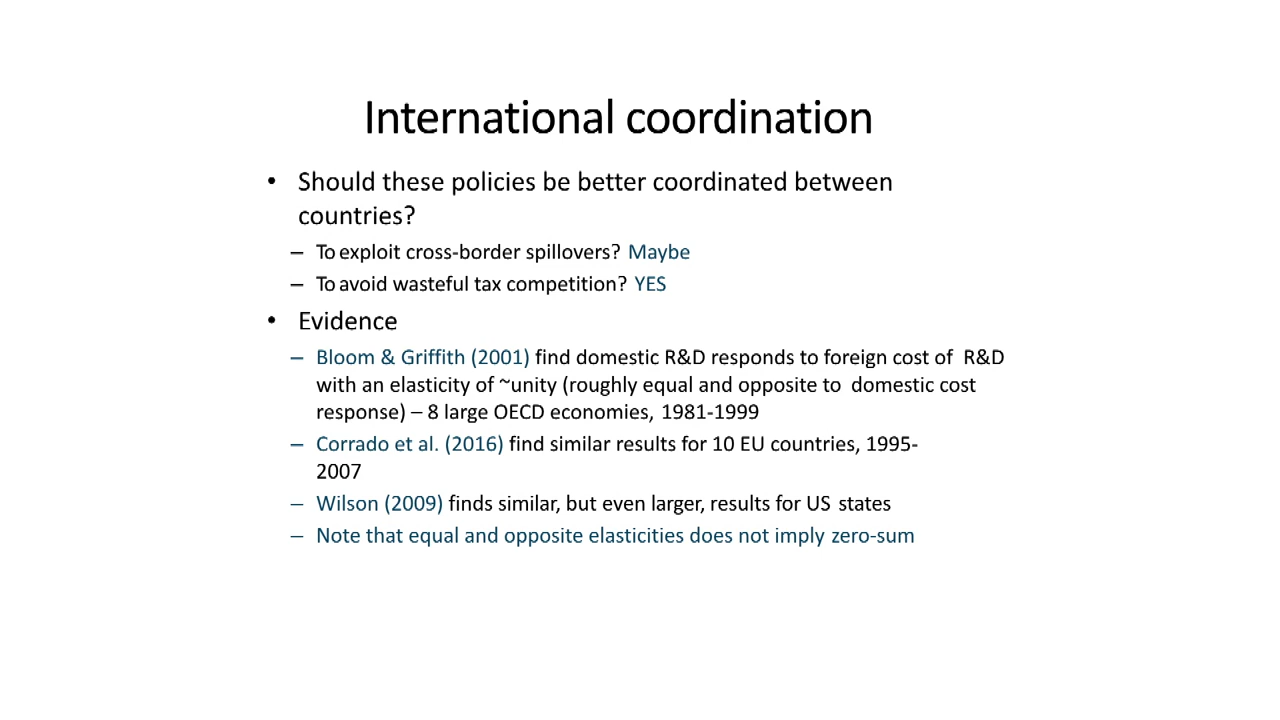 International coordination
• Should these policies be better coordinated between
countries?
– To exploit cross-border spillovers? Maybe
– To avoid wasteful tax competition? YES
• Evidence
– Bloom & Griffith (2001) find domestic R&D responds to foreign cost of R&D
with an elasticity of ~unity (roughly equal and opposite to domestic cost
response) – 8 large OECD economies, 1981-1999
– Corrado et al. (2016) find similar results for 10 EU countries, 1995-
2007
– Wilson (2009) finds similar, but even larger, results for US states
– Note that equal and opposite elasticities does not imply zero-sum